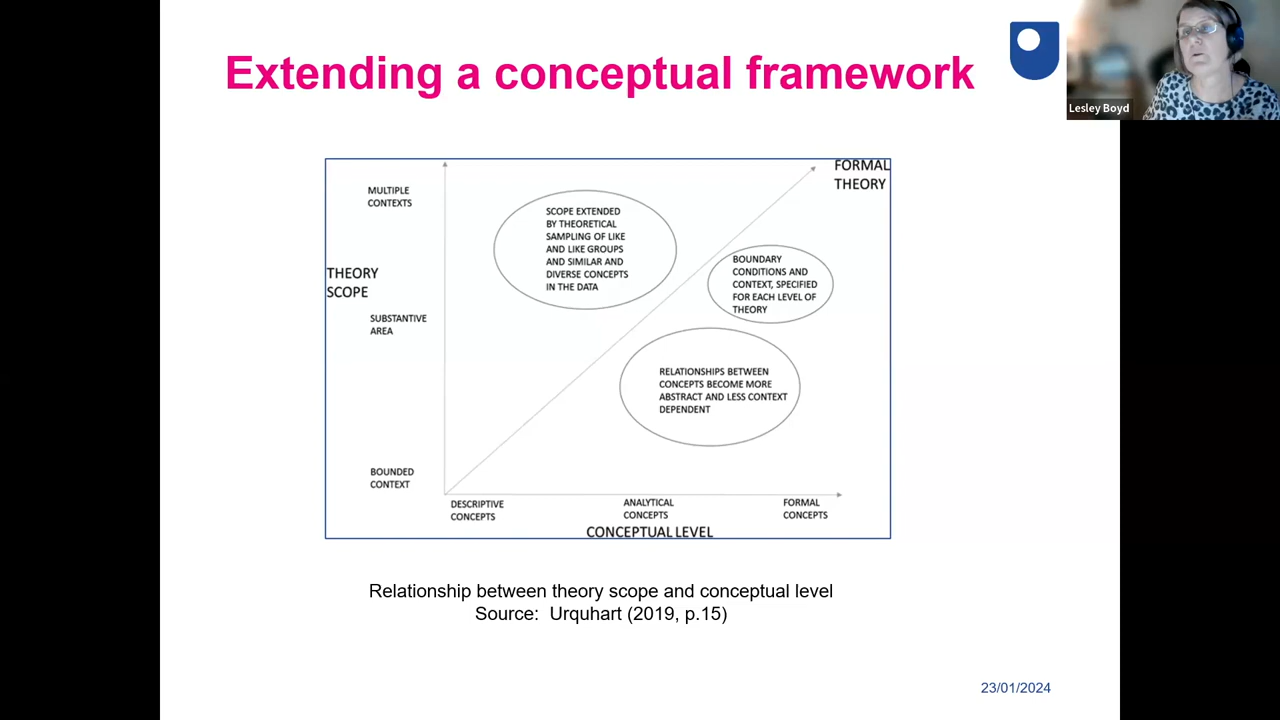 Extending a conceptual framework
Lesley Boyd
FORMAL
THEORY
MULTIPLE
CONTEXTS
SCOPE EXTENDED
BY THEORETICAL
SAMPLING OF LIKE
AND LIKE GROUPS
AND SIMILAR AND
DIVERSE CONCEPTS
IN THE DATA
BOUNDARY
CONDITIONS AND
CONTEXT, SPECIFIED
FOR EACH LEVEL OF
THEORY
THEORY
SCOPE
SUBSTANTIVE
AREA
RELATIONSHIPS BETWEEN
CONCEPTS BECOME MORE
ABSTRACT AND LESS CONTEXT
DEPENDENT
BOUNDED
CONTEXT
DESCRIPTIVE
CONCEPTS
ANALYTICAL
CONCEPTS
FORMAL
CONCEPTS
CONCEPTUAL LEVEL
Relationship between theory scope and conceptual level
Source: Urquhart (2019, p.15)
23/01/2024